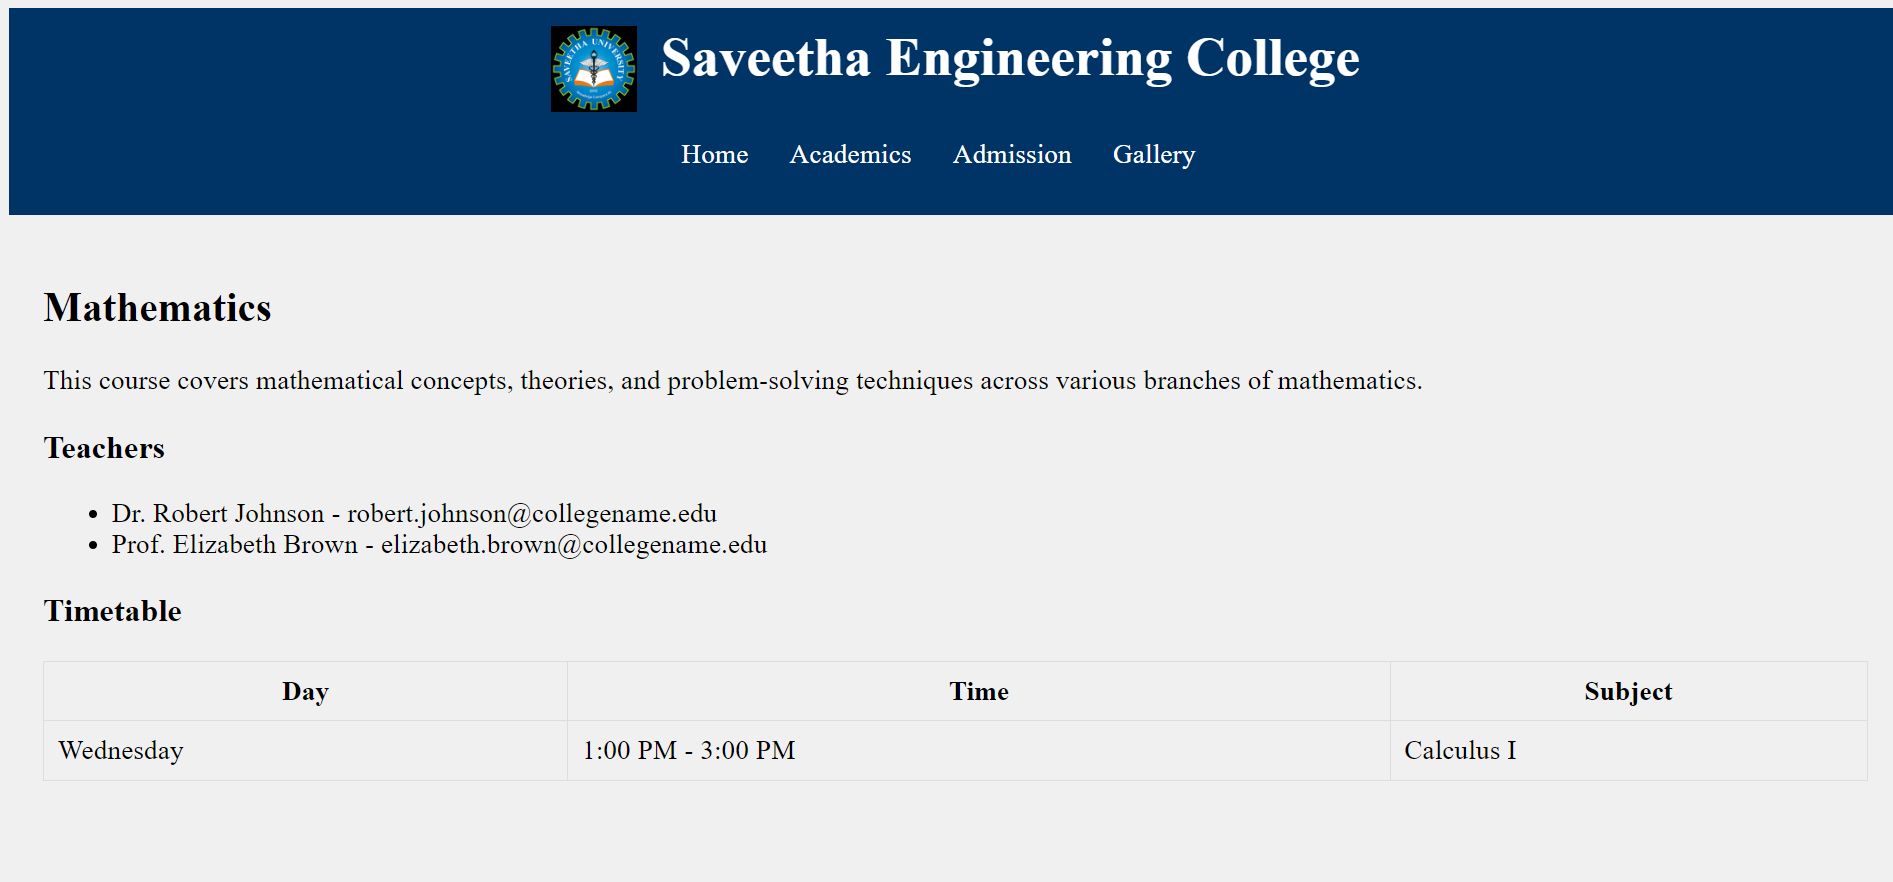 SAVEETHA UNIVERSITY
Saveetha Engineering College
Home Academics Admission Gallery
Mathematics
This course covers mathematical concepts, theories, and problem-solving techniques across various branches of mathematics.
Teachers
• Dr. Robert Johnson - robert.johnson@collegename.edu
• Prof. Elizabeth Brown - elizabeth.brown@collegename.edu
Timetable
Day Time Subject
Wednesday 1:00 PM - 3:00 PM Calculus I